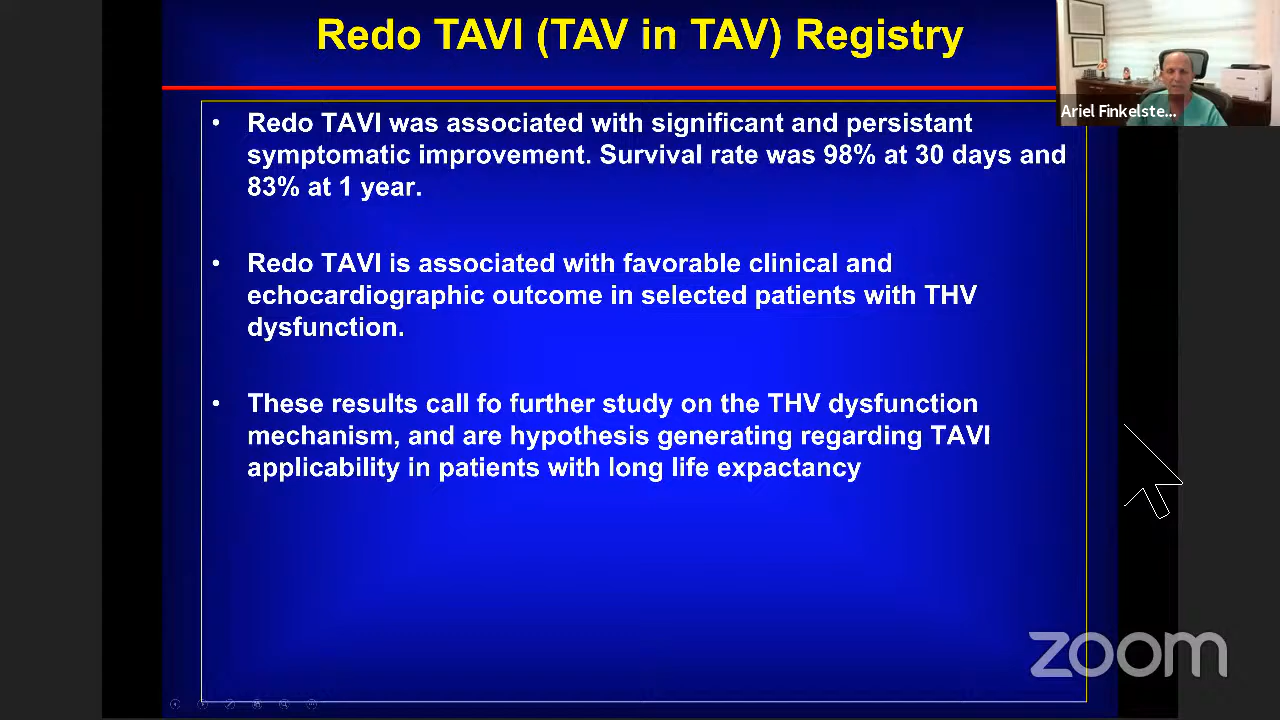 Redo TAVI (TAV in TAV) Registry
Ariel Finkelste...
• Redo TAVI was associated with significant and persistant
symptomatic improvement. Survival rate was 98% at 30 days and
83% at 1 year.
• Redo TAVI is associated with favorable clinical and
echocardiographic outcome in selected patients with THV
dysfunction.
• These results call fo further study on the THV dysfunction
mechanism, and are hypothesis generating regarding TAVI
applicability in patients with long life expactancy
zoom